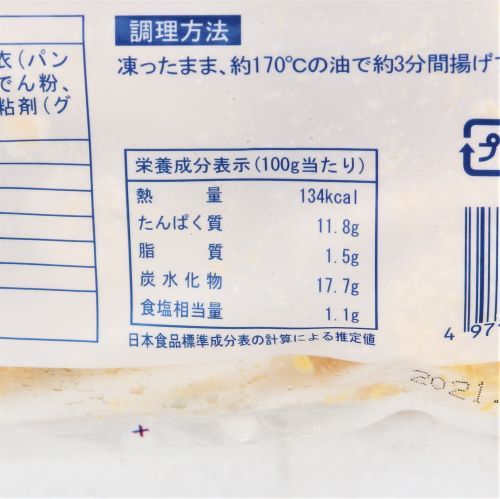 調理方法
衣(パン
でん粉、
粘剤(グ
凍ったまま、約170℃の油で約3分間揚げ
プ
栄養成分表示(100g当たり)
熱 量 134kcal
たんぱく質 11.8g
脂 質 1.5g
炭水化物 17.7g
食塩相当量 1.1g
日本食品標準成分表の計算による推定値
4 97
2021.